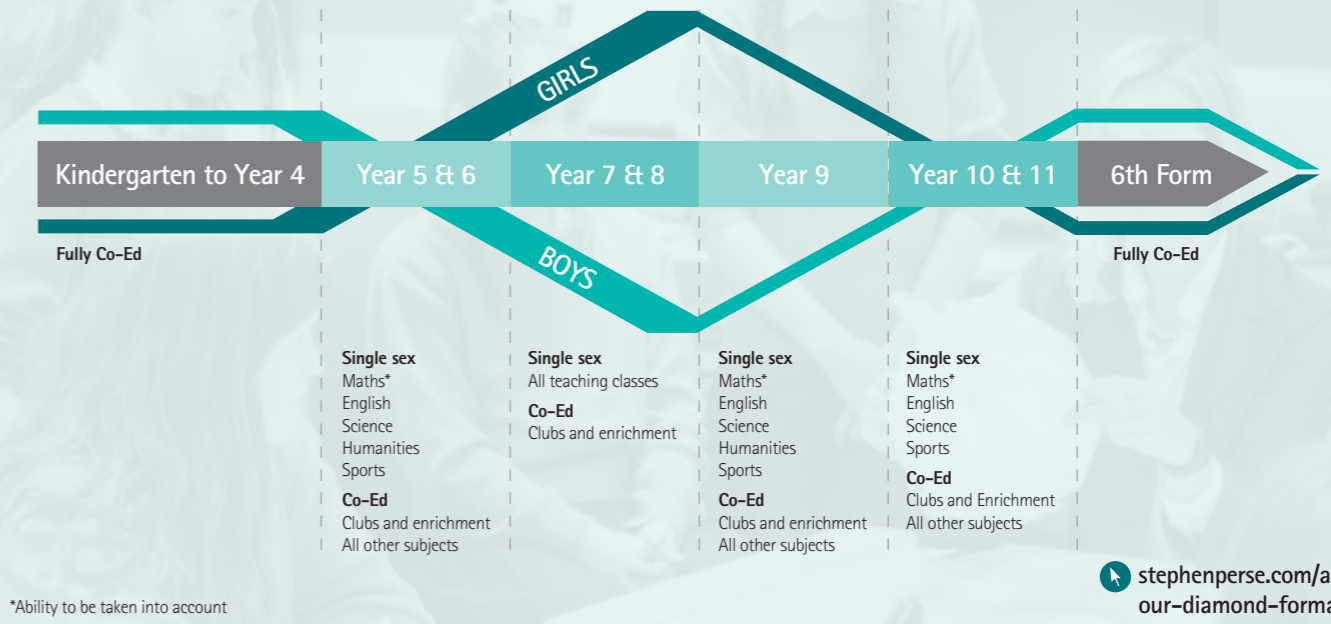 GIRLS
Kindergarten to Year 4
Year 5 & 6
Year 7 & 8
Year 9
Year 10 & 11
6th Form
Fully Co-Ed
BOYS
Fully Co-Ed
Single sex
Maths*
English
Science
Humanities
Sports
Co-Ed
Clubs and enrichment
All other subjects
Single sex
All teaching classes
Co-Ed
Clubs and enrichment
Single sex
Maths*
English
Science
Humanities
Sports
Co-Ed
Clubs and enrichment
All other subjects
Single sex
Maths*
English
Science
Sports
Co-Ed
Clubs and Enrichment
All other subjects
*Ability to be taken into account
stephenperse.com/a
our-diamond-forma